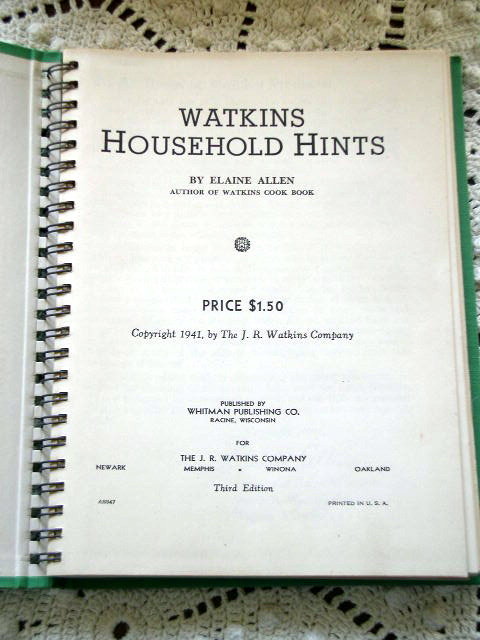 WATKINS
HOUSEHOLD HINTS
BY ELAINE ALLEN
AUTHOR OF WATKINS COOK BOOK
PRICE $1.50
Copyright 1941, by The J. R. Watkins Company
PUBLISHED BY
WHITMAN PUBLISHING CO.
RACINE, WISCONSIN
FOR
THE J. R. WATKINS COMPANY
NEWARK MEMPHIS • WINONA OAKLAND
Third Edition
PRINTED IN U. S. A.